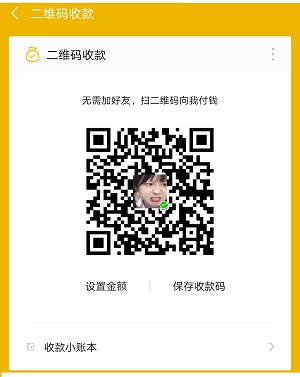 二维码收款
二维码收款
无需加好友，扫二维码向我付钱
设置金额
保存收款码
收款小账本